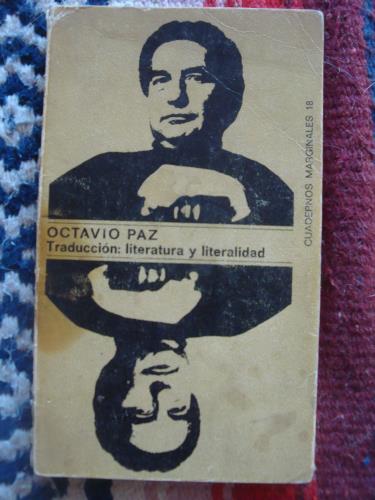 CUADERNOS MARGINALES 18
OCTAVIO PAZ
Traducción: literatura y literalidad